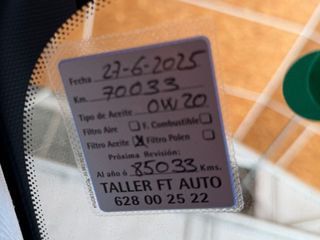 Fecha 27-6-2025
Km. 70033
Tipo de Aceite 0W20
Filtro Aire F. Combustible
Filtro Aceite X Filtro Polen
Próxima Revisión:
Al año ó 85033 Kms.
TALLER FT AUTO
628 00 25 22